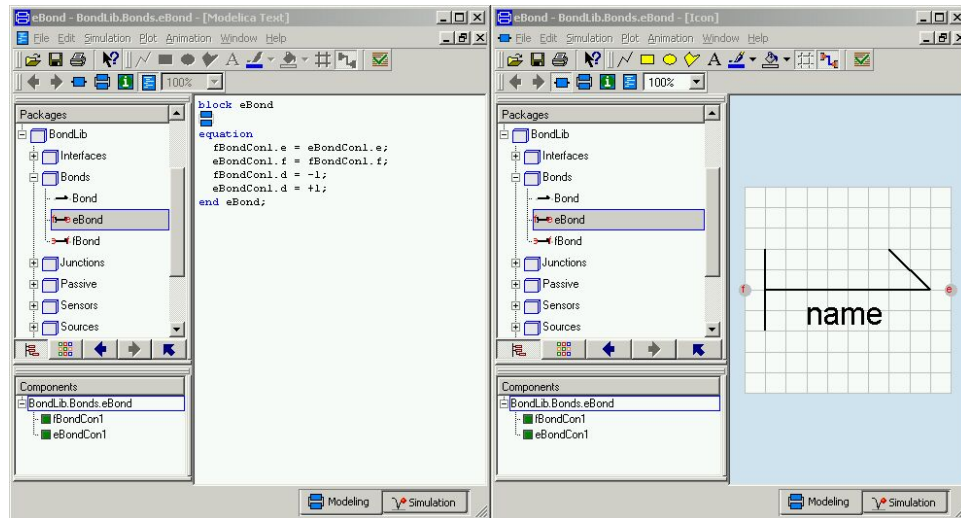 eBond - BondLib.Bonds.eBond - [Modelica Text]
File Edit Simulation Plot Animation Window Help
100%
Packages
BondLib
Interfaces
Bonds
Bond
eBond
fBond
Junctions
Passive
Sensors
Sources
Components
BondLib.Bonds.eBond
fBondCon1
eBondCon1
block eBond
equation
fBondCon1.e = eBondCon1.e;
eBondCon1.f = fBondCon1.f;
fBondCon1.d = -1;
eBondCon1.d = +1;
end eBond;
Modeling Simulation
eBond - BondLib.Bonds.eBond - [Icon]
File Edit Simulation Plot Animation Window Help
100%
Packages
BondLib
Interfaces
Bonds
Bond
eBond
fBond
Junctions
Passive
Sensors
Sources
Components
BondLib.Bonds.eBond
fBondCon1
eBondCon1
f e
name
Modeling Simulation